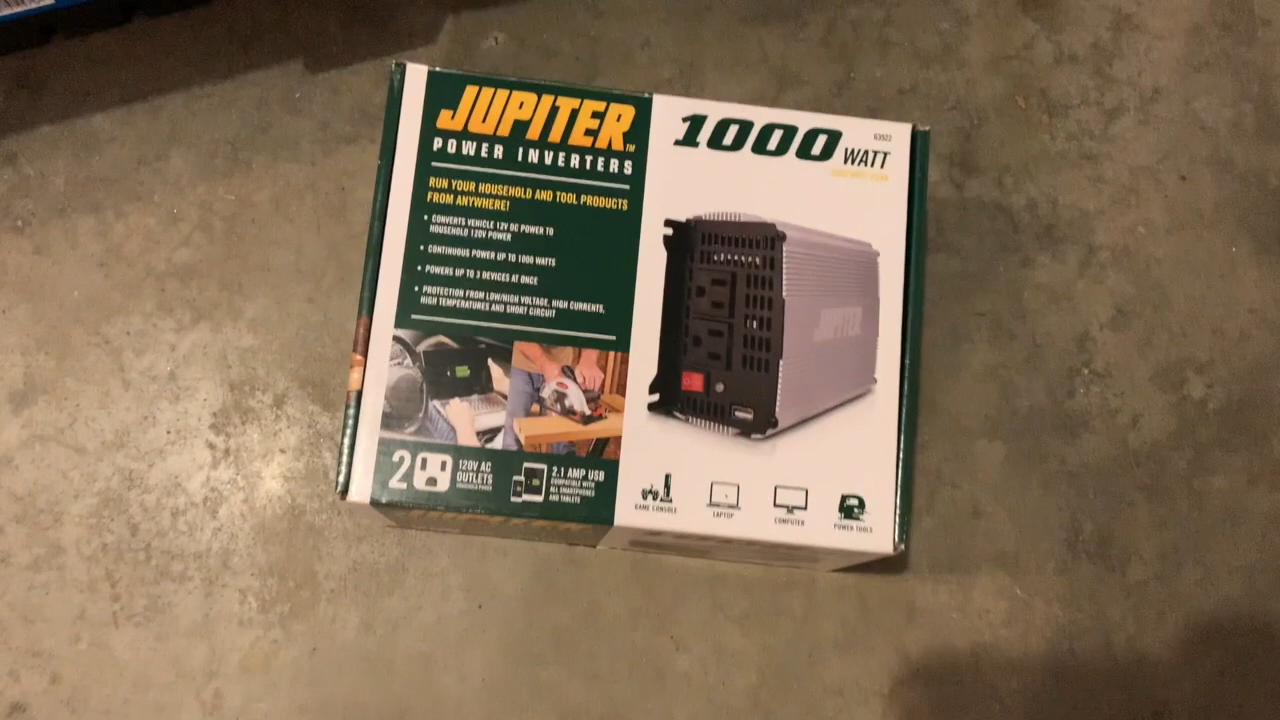 JUPITER™
POWER INVERTERS
RUN YOUR HOUSEHOLD AND TOOL PRODUCTS
FROM ANYWHERE!
• CONVERTS VEHICLE 12V DC POWER TO
HOUSEHOLD 120V POWER
• CONTINUOUS POWER UP TO 1000 WATTS
• POWERS UP TO 3 DEVICES AT ONCE
• PROTECTION FROM LOW/HIGH VOLTAGE, HIGH CURRENTS,
HIGH TEMPERATURES AND SHORT CIRCUIT
2
120V AC
OUTLETS
HOUSEHOLD POWER
2.1 AMP USB
COMPATIBLE WITH
ALL SMARTPHONES
AND TABLETS
63522
1000 WATT
JUPITER
GAME CONSOLE
LAPTOP
COMPUTER
POWER TOOLS